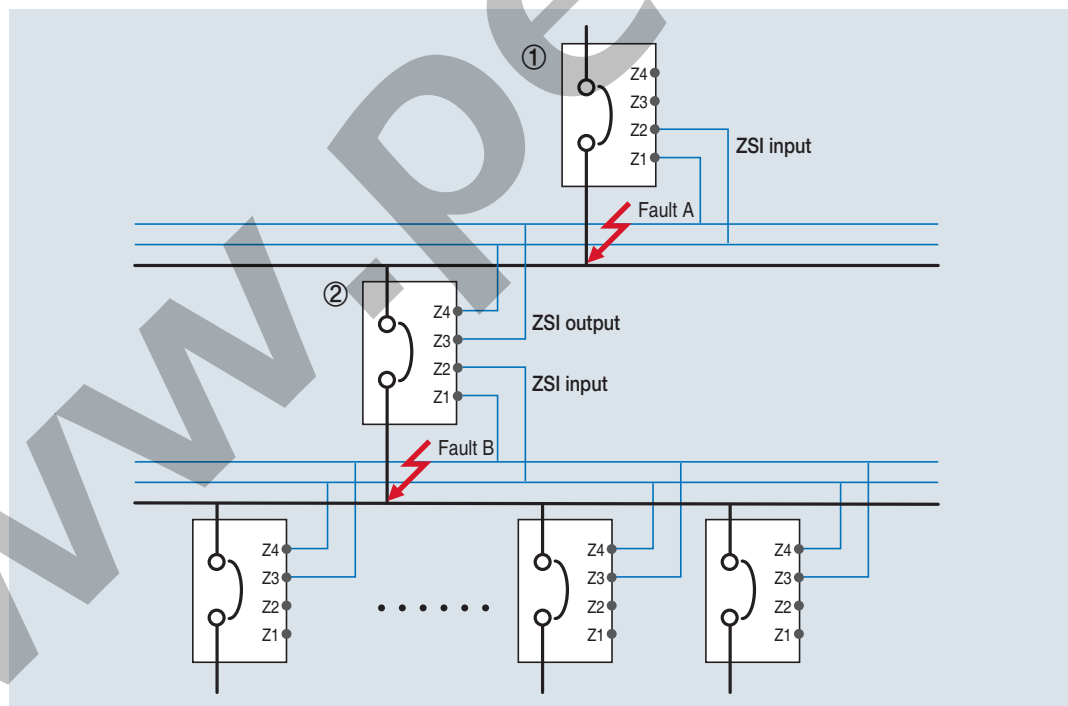 ①
Z4
Z3
Z2
Z1
ZSI input
Fault A
②
Z4
Z3
Z2
Z1
ZSI output
ZSI input
Fault B
Z4
Z3
Z2
Z1
Z4
Z3
Z2
Z1
Z4
Z3
Z2
Z1